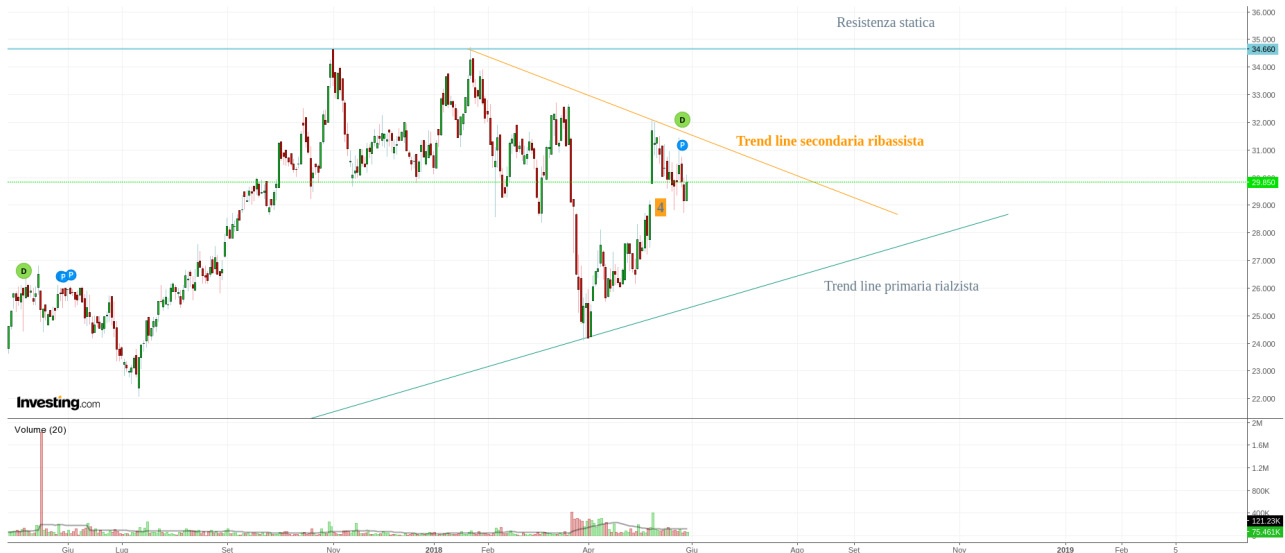 36.000
Resistenza statica
35.000
34.660
34.000
33.000
D
32.000
P
Trend line secondaria ribassista
31.000
29.850
4
29.000
28.000
D
P
P
27.000
Trend line primaria rialzista
26.000
25.000
24.000
23.000
Investing.com
22.000
Volume (20)
2M
1.6M
1.2M
800K
400K
121.23K
75.461K
Giu
Lug
Set
Nov
2018
Feb
Apr
Giu
Ago
Set
Nov
2019
Feb
5